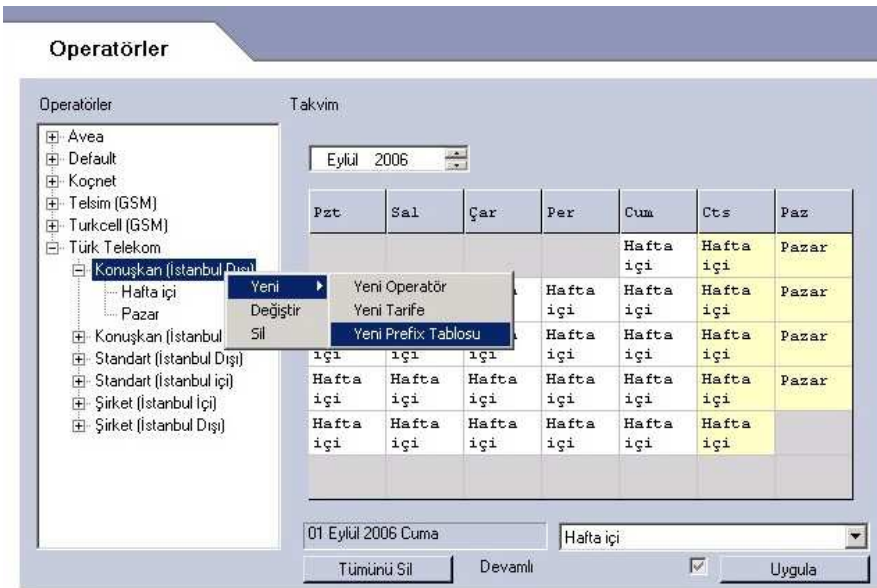 Operatörler
Operatörler
Takvim
Avea
Default
Koçnet
Telsim (GSM)
Turkcell (GSM)
Türk Telekom
Konuşkan (İstanbul Dışı)
Hafta içi
Pazar
Konuşkan (İstanbul
Standart (İstanbul Dışı)
Standart (İstanbul içi)
Şirket (İstanbul İçi)
Şirket (İstanbul Dışı)
Yeni
Değiştir
Sil
Yeni Operatör
Yeni Tarife
Yeni Prefix Tablosu
Eylül 2006
Pzt Sal Çar Per Cum Cts Paz
Hafta Hafta Pazar
içi içi
Hafta Hafta Hafta Pazar
içi içi içi
Hafta Hafta Hafta Pazar
içi içi içi içi içi içi
Hafta Hafta Hafta Hafta Hafta Hafta Pazar
içi içi içi içi içi içi
Hafta Hafta Hafta Hafta Hafta Hafta
içi içi içi içi içi içi
01 Eylül 2006 Cuma
Hafta içi
Tümünü Sil
Devamlı
Uygula